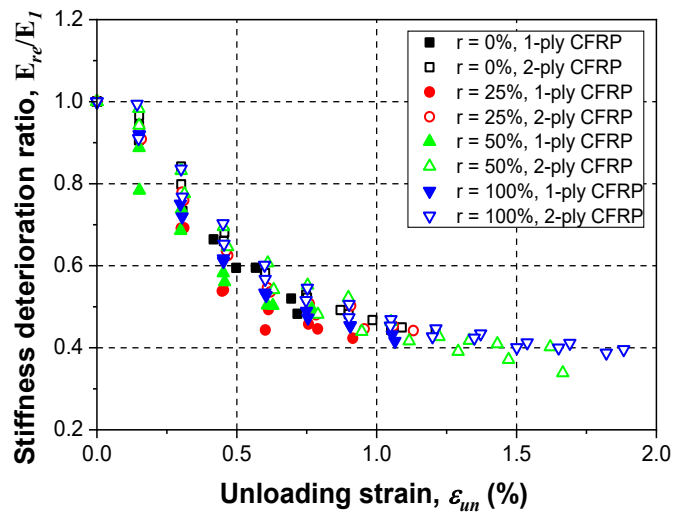 Stiffness deterioration ratio, E_re/E_1
1.2
1.0
0.8
0.6
0.4
0.2
0.0
0.5
1.0
1.5
2.0
Unloading strain, ε_un (%)
r = 0%, 1-ply CFRP
r = 0%, 2-ply CFRP
r = 25%, 1-ply CFRP
r = 25%, 2-ply CFRP
r = 50%, 1-ply CFRP
r = 50%, 2-ply CFRP
r = 100%, 1-ply CFRP
r = 100%, 2-ply CFRP